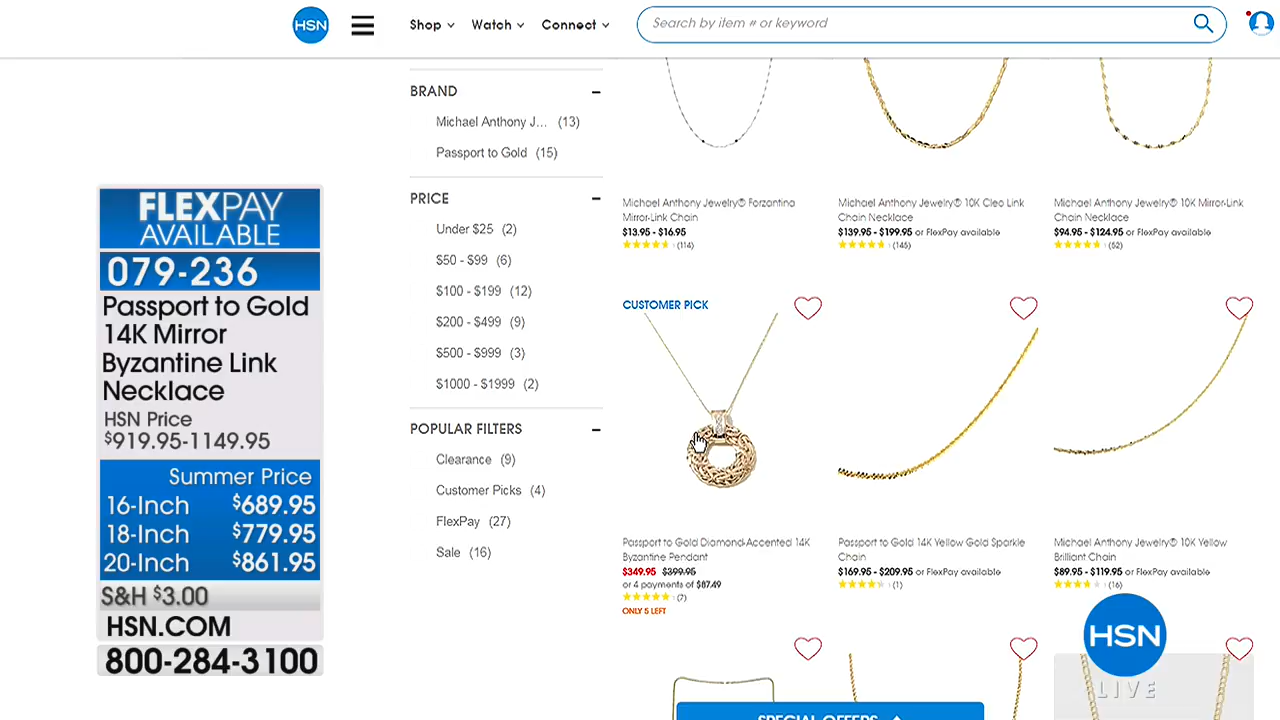 HSN
Shop
Watch
Connect
Search by item # or keyword
FLEXPAY
AVAILABLE
079-236
Passport to Gold
14K Mirror
Byzantine Link
Necklace
HSN Price
$919.95-1149.95
Summer Price
16-Inch $689.95
18-Inch $779.95
20-Inch $861.95
S&H $3.00
HSN.COM
800-284-3100
BRAND
Michael Anthony J... (13)
Passport to Gold (15)
PRICE
Under $25 (2)
$50 - $99 (6)
$100 - $199 (12)
$200 - $499 (9)
$500 - $999 (3)
$1000 - $1999 (2)
POPULAR FILTERS
Clearance (9)
Customer Picks (4)
FlexPay (27)
Sale (16)
Michael Anthony Jewelry® Forzantina
Mirror-Link Chain
$13.95 - $16.95
(114)
Michael Anthony Jewelry® 10K Cleo Link
Chain Necklace
$139.95 - $199.95 or FlexPay available
(145)
Michael Anthony Jewelry® 10K Mirror-Link
Chain Necklace
$94.95 - $124.95 or FlexPay available
(52)
CUSTOMER PICK
Passport to Gold Diamond-Accented 14K
Byzantine Pendant
$349.95 $399.95
or 4 payments of $87.49
(7)
ONLY 5 LEFT
Passport to Gold 14K Yellow Gold Sparkle
Chain
$169.95 - $209.95 or FlexPay available
(1)
Michael Anthony Jewelry® 10K Yellow
Brilliant Chain
$89.95 - $119.95 or FlexPay available
(16)
HSN
LIVE
SPECIAL OFFERS